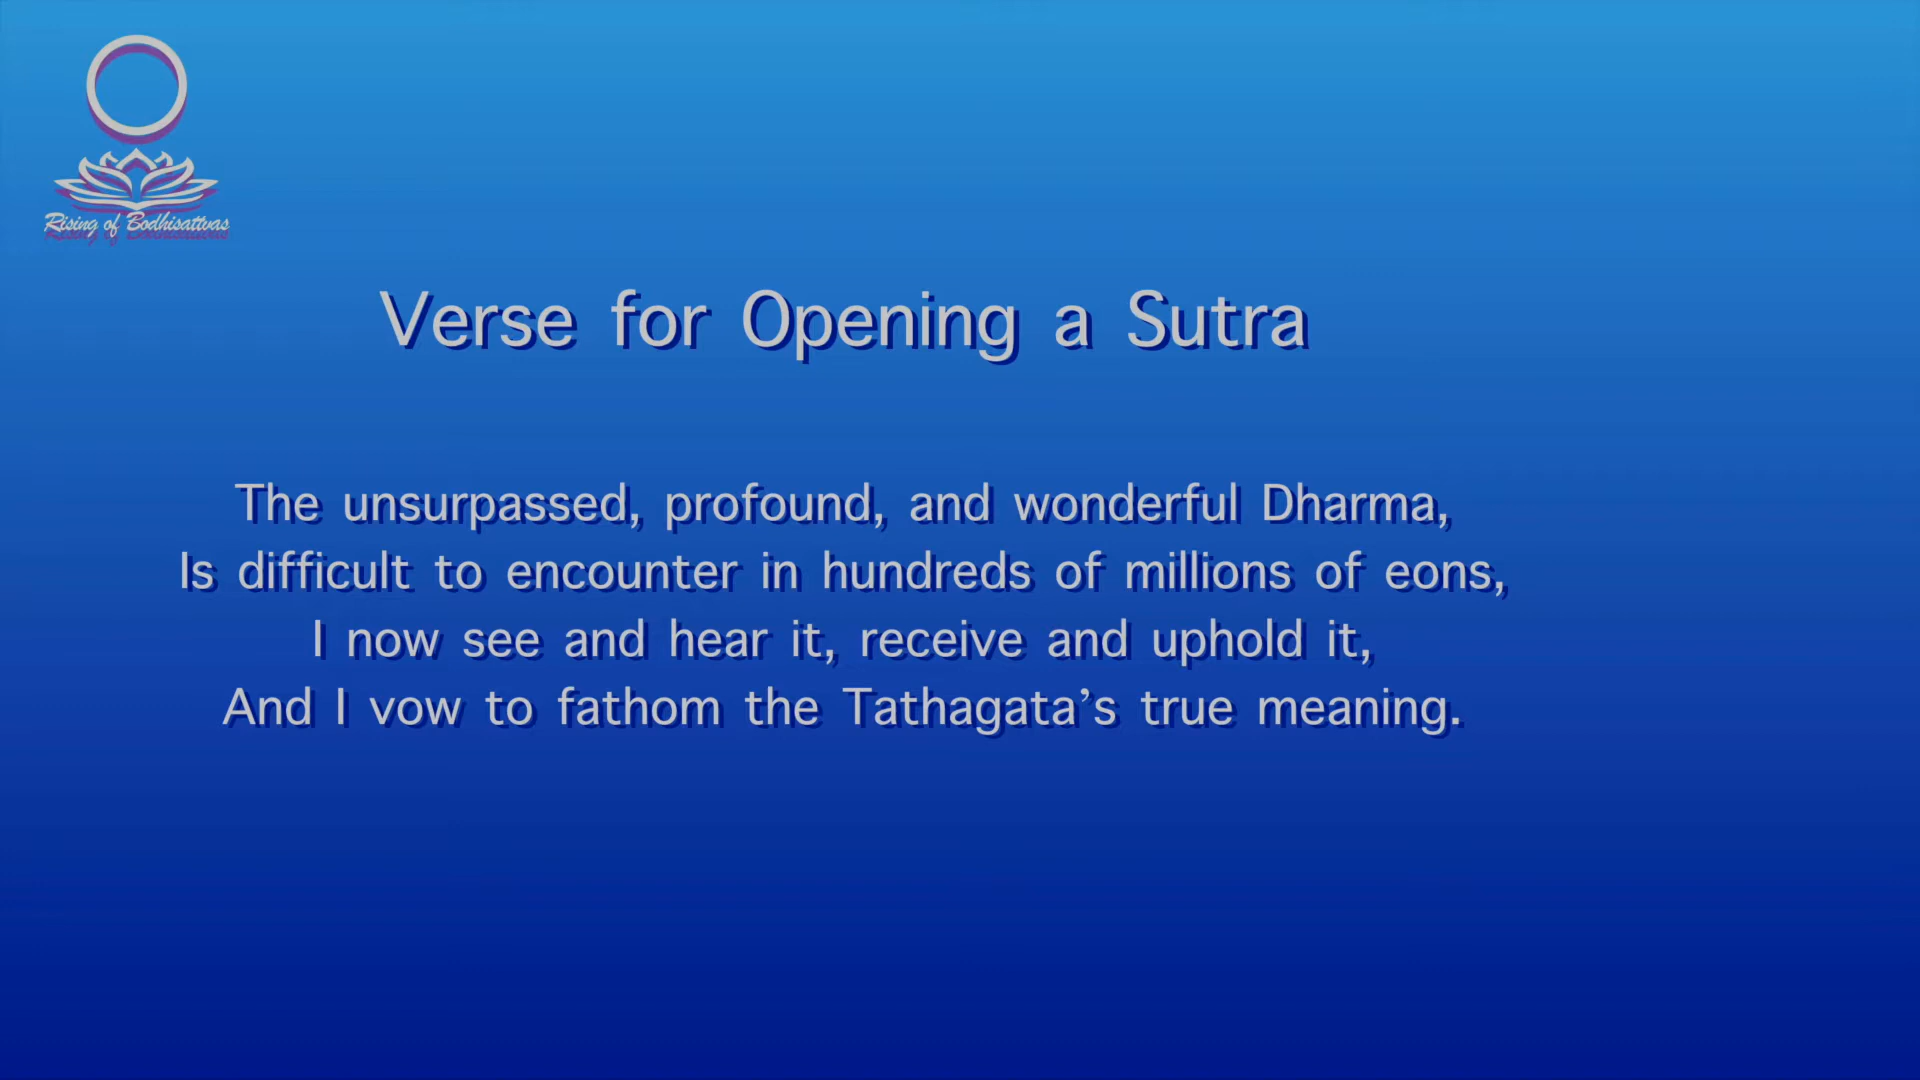 Rising of Bodhisattvas
Verse for Opening a Sutra
The unsurpassed, profound, and wonderful Dharma,
Is difficult to encounter in hundreds of millions of eons,
I now see and hear it, receive and uphold it,
And I vow to fathom the Tathagata’s true meaning.